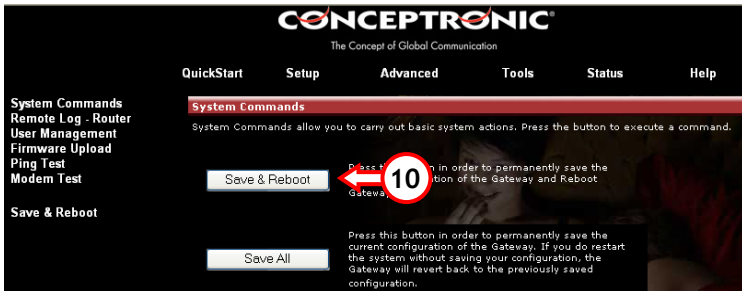 CONCEPTRONIC®
The Concept of Global Communication
QuickStart Setup Advanced Tools Status Help
System Commands
Remote Log - Router
User Management
Firmware Upload
Ping Test
Modem Test
Save & Reboot
System Commands
System Commands allow you to carry out basic system actions. Press the button to execute a command.
Save & Reboot
10
Press in order to permanently save the
of the Gateway and Reboot
Save All
Press this button in order to permanently save the
current configuration of the Gateway. If you do restart
the system without saving your configuration, the
Gateway will revert back to the previously saved
configuration.